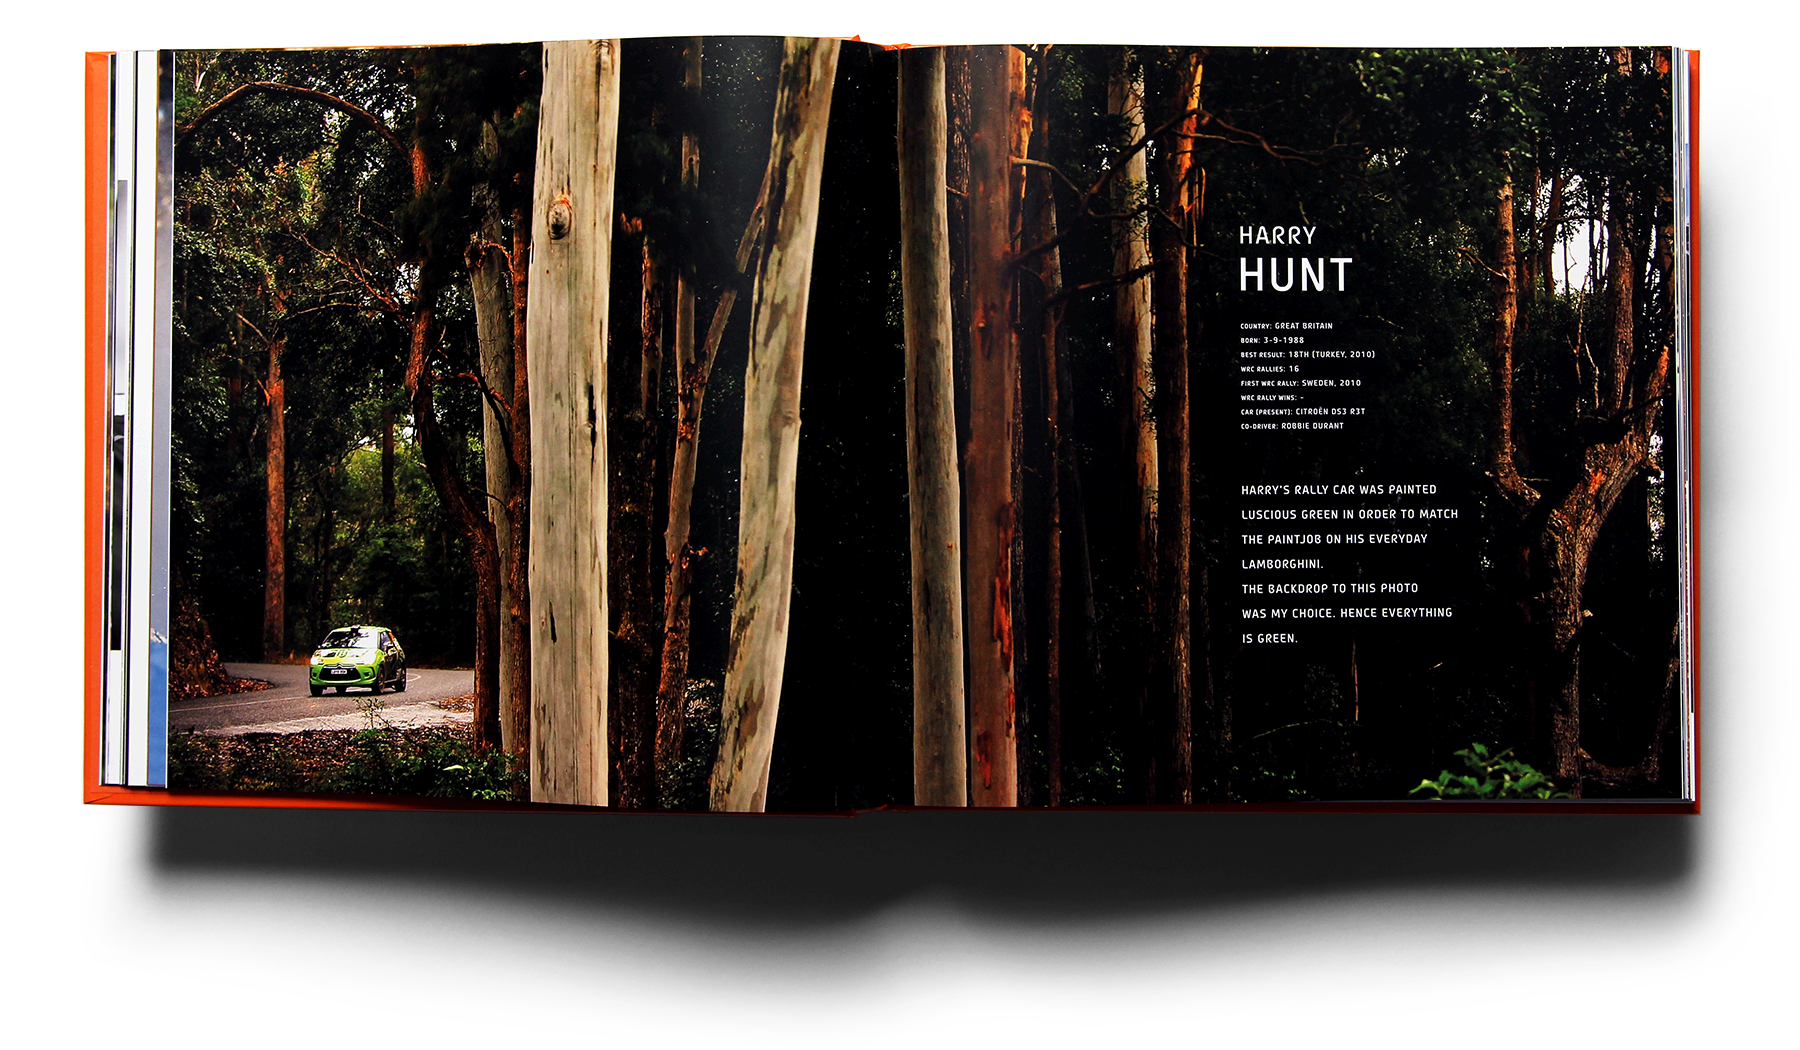 HARRY
HUNT
COUNTRY: GREAT BRITAIN
BORN: 3-9-1988
BEST RESULT: 18TH (TURKEY, 2010)
WRC RALLIES: 16
FIRST WRC RALLY: SWEDEN, 2010
WRC RALLY WINS: -
CAR (PRESENT): CITROËN DS3 R3T
CO-DRIVER: ROBBIE DURANT
HARRY'S RALLY CAR WAS PAINTED
LUSCIOUS GREEN IN ORDER TO MATCH
THE PAINTJOB ON HIS EVERYDAY
LAMBORGHINI.
THE BACKDROP TO THIS PHOTO
WAS MY CHOICE. HENCE EVERYTHING
IS GREEN.